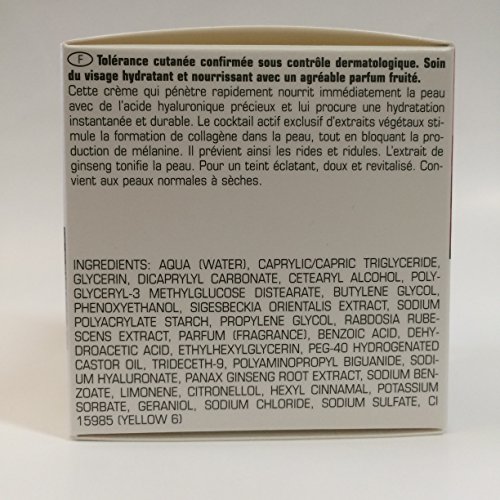 F Tolérance cutanée confirmée sous contrôle dermatologique. Soin
du visage hydratant et nourrissant avec un agréable parfum fruité.
Cette crème qui pénètre rapidement nourrit immédiatement la peau
avec de l'acide hyaluronique précieux et lui procure une hydratation
instantanée et durable. Le cocktail actif exclusif d'extraits végétaux sti-
mule la formation de collagène dans la peau, tout en bloquant la pro-
duction de mélanine. Il prévient ainsi les rides et ridules. L'extrait de
ginseng tonifie la peau. Pour un teint éclatant, doux et revitalisé. Con-
vient aux peaux normales à sèches.
INGREDIENTS: AQUA (WATER), CAPRYLIC/CAPRIC TRIGLYCERIDE,
GLYCERIN, DICAPRYLYL CARBONATE, CETEARYL ALCOHOL, POLY-
GLYCERYL-3 METHYLGLUCOSE DISTEARATE, BUTYLENE GLYCOL,
PHENOXYETHANOL, SIGESBECKIA ORIENTALIS EXTRACT, SODIUM
POLYACRYLATE STARCH, PROPYLENE GLYCOL, RABDOSIA RUBE-
SCENS EXTRACT, PARFUM (FRAGRANCE), BENZOIC ACID, DEHY-
DROACETIC ACID, ETHYLHEXYLGLYCERIN, PEG-40 HYDROGENATED
CASTOR OIL, TRIDECETH-9, POLYAMINOPROPYL BIGUANIDE, SODI-
UM HYALURONATE, PANAX GINSENG ROOT EXTRACT, SODIUM BEN-
ZOATE, LIMONENE, CITRONELLOL, HEXYL CINNAMAL, POTASSIUM
SORBATE, GERANIOL, SODIUM CHLORIDE, SODIUM SULFATE, CI
15985 (YELLOW 6)